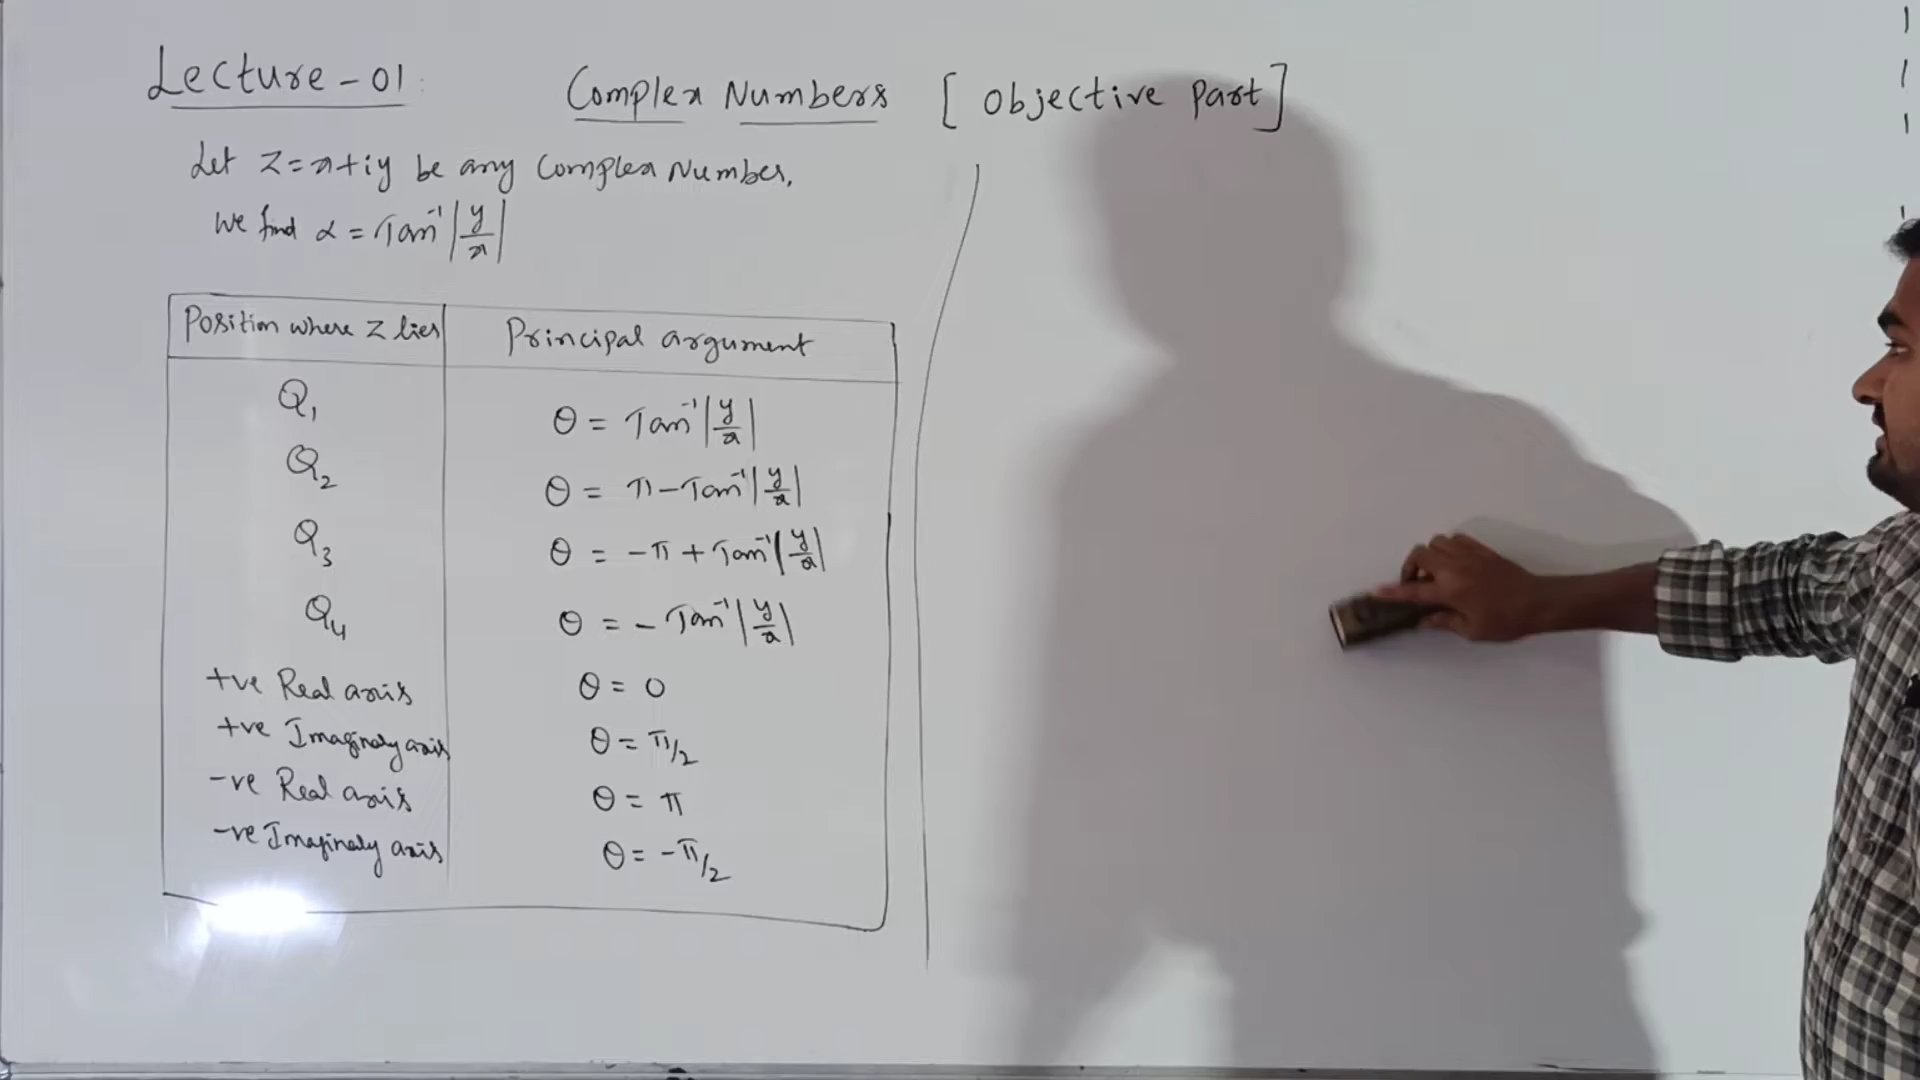 Lecture-01:
Complex Numbers [Objective Part]
Let z=x+iy be any Complex Number,
We find α = Tan⁻¹|y/x|
Position where z lies | Principal argument
Q₁ | θ = Tan⁻¹|y/x|
Q₂ | θ = π-Tan⁻¹|y/x|
Q₃ | θ = -π+Tan⁻¹|y/x|
Q₄ | θ = -Tan⁻¹|y/x|
+ve Real axis | θ = 0
+ve Imaginary axis | θ = π/2
-ve Real axis | θ = π
-ve Imaginary axis | θ = -π/2